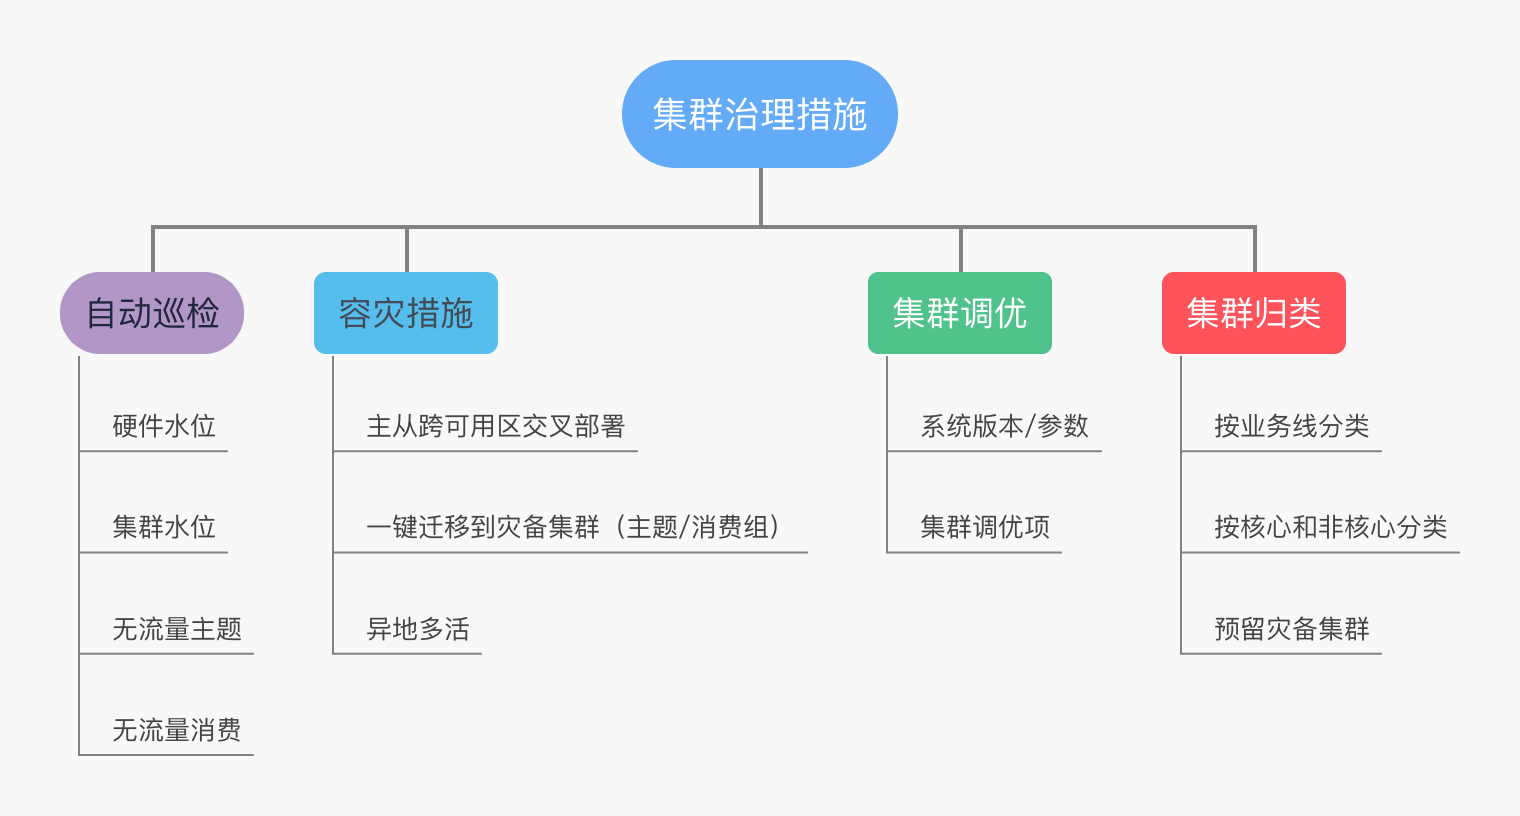 集群治理措施
自动巡检
硬件水位
集群水位
无流量主题
无流量消费
容灾措施
主从跨可用区交叉部署
一键迁移到灾备集群（主题/消费组）
异地多活
集群调优
系统版本/参数
集群调优项
集群归类
按业务线分类
按核心和非核心分类
预留灾备集群